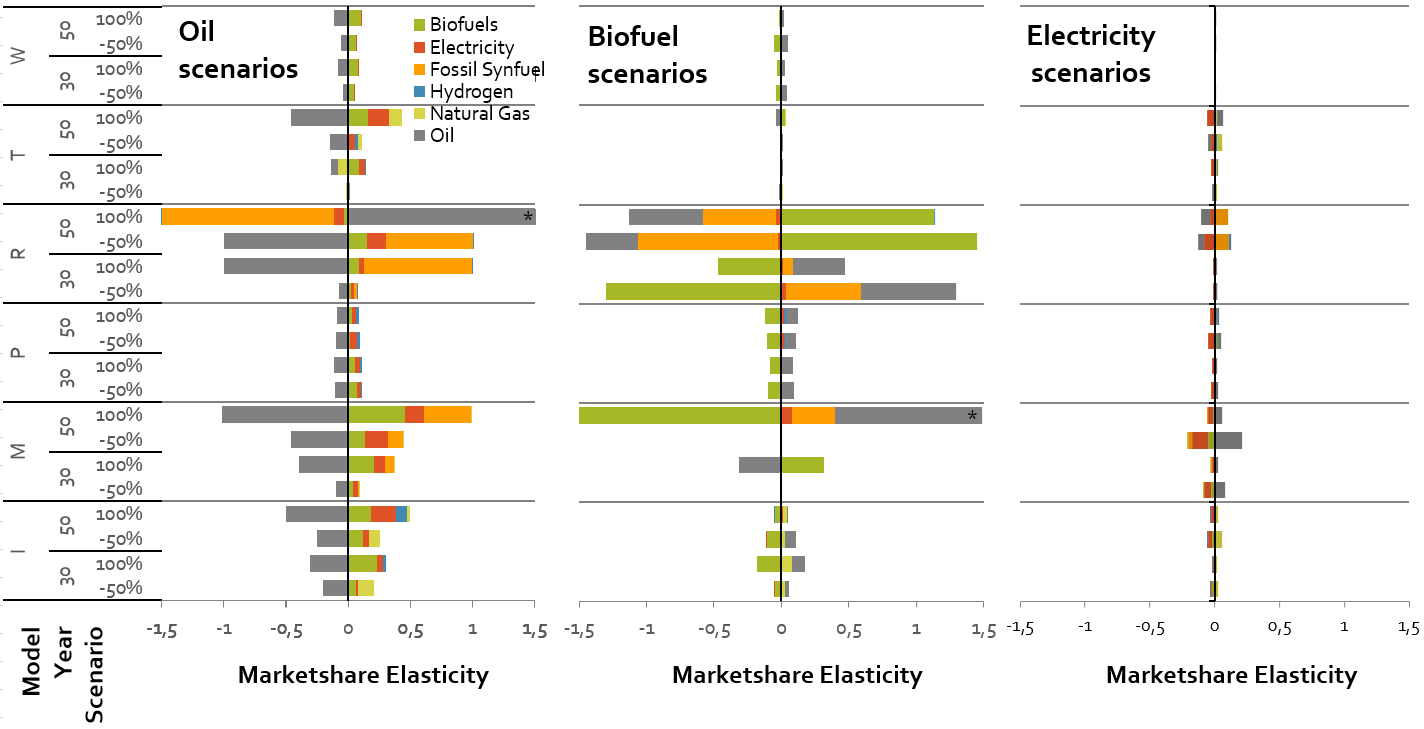 Oil
scenarios
Biofuels
Electricity
Fossil Synfuel
Hydrogen
Natural Gas
Oil
Biofuel
scenarios
Electricity
scenarios
W
50
100%
-50%
30
100%
-50%
T
50
100%
-50%
30
100%
-50%
R
50
100%
*
-50%
30
100%
-50%
P
50
100%
-50%
30
100%
-50%
M
50
100%
*
-50%
30
100%
-50%
I
50
100%
-50%
30
100%
-50%
-1,5 -1 -0,5 0 0,5 1 1,5
-1,5 -1 -0,5 0 0,5 1 1,5
-1,5 -1 -0,5 0 0,5 1 1,5
Model
Year
Scenario
Marketshare Elasticity
Marketshare Elasticity
Marketshare Elasticity